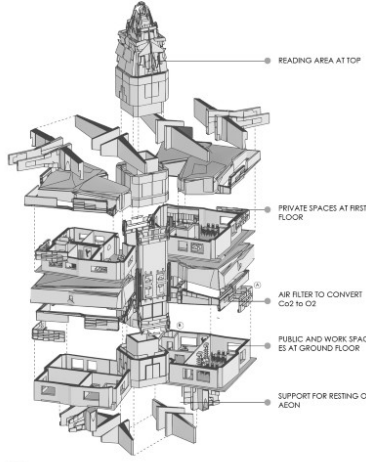 READING AREA AT TOP
PRIVATE SPACES AT FIRST
FLOOR
A
AIR FILTER TO CONVERT
Co2 to O2
B
PUBLIC AND WORK SPAC
ES AT GROUND FLOOR
SUPPORT FOR RESTING O
AEON